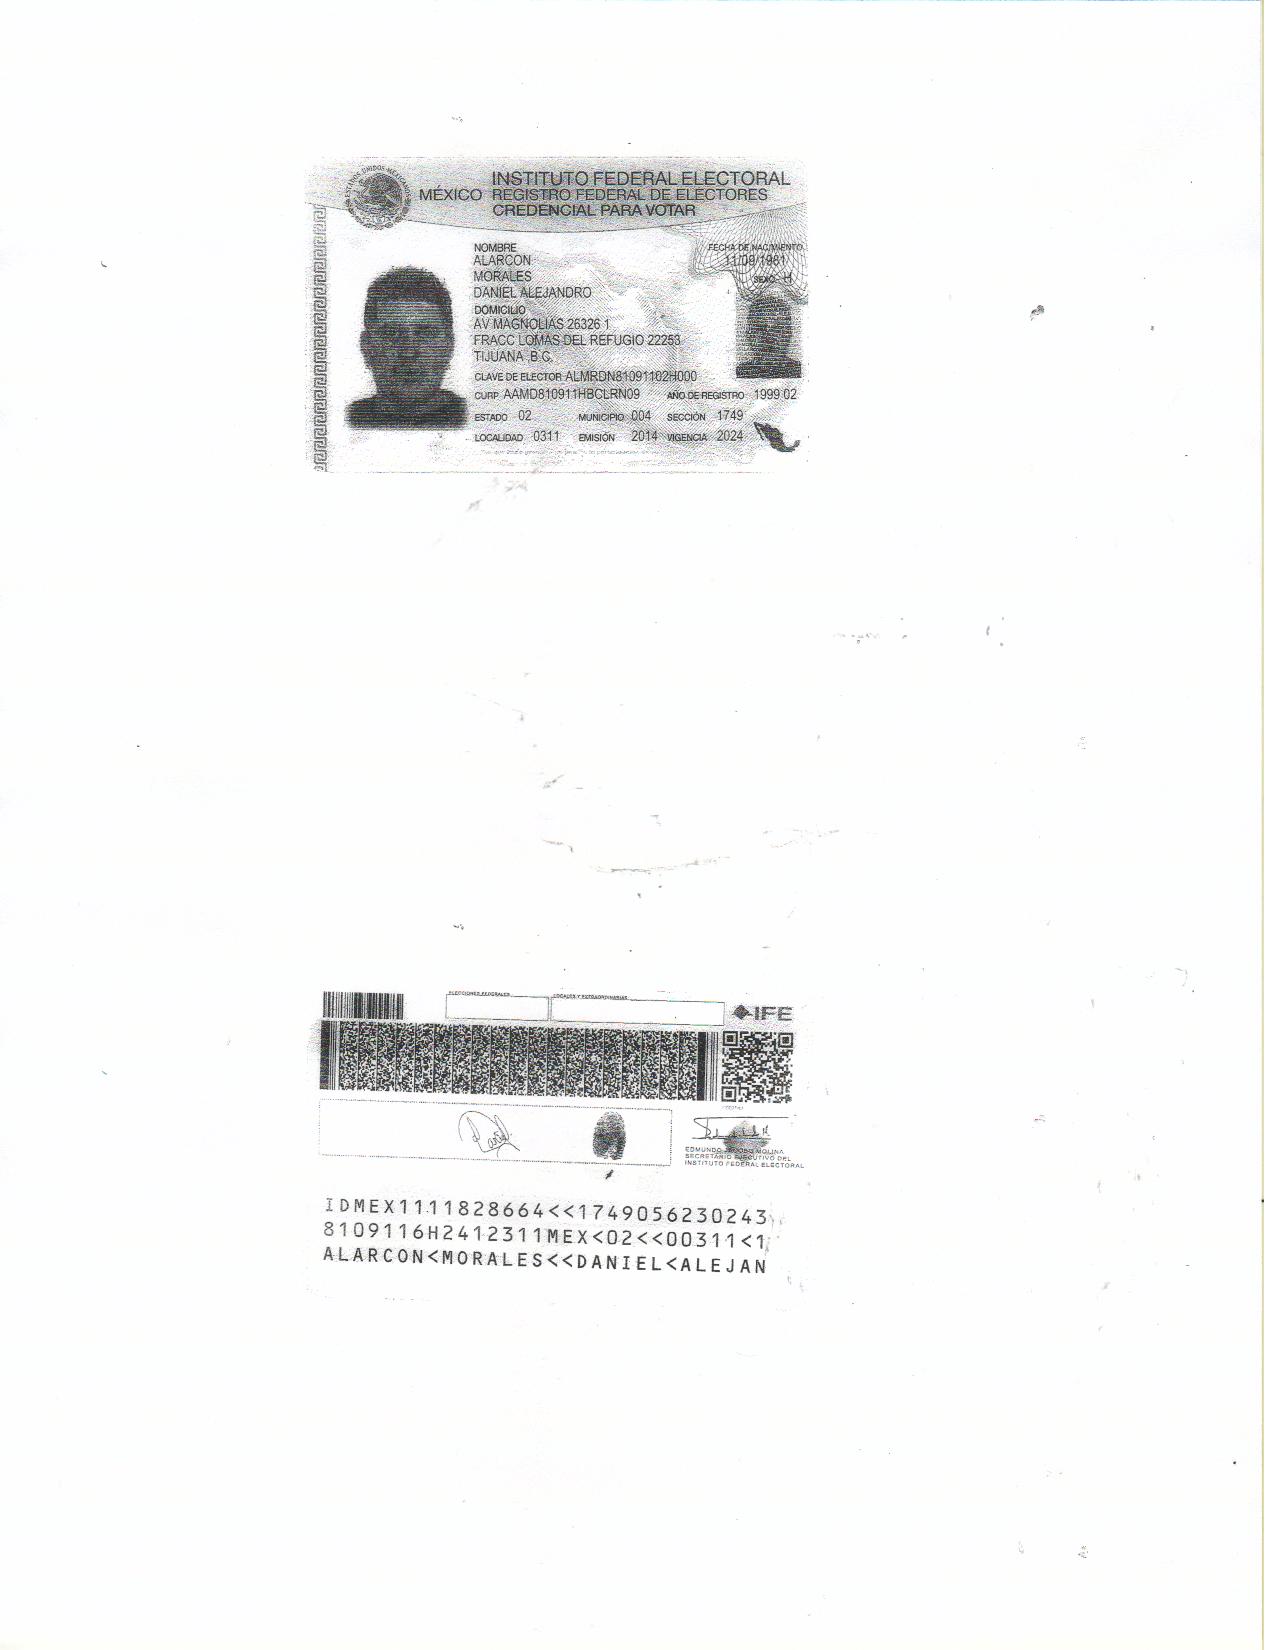 INSTITUTO FEDERAL ELECTORAL
MÉXICO REGISTRO FEDERAL DE ELECTORES
CREDENCIAL PARA VOTAR
ESTADOS UNIDOS MEXICANOS
NOMBRE
ALARCON
MORALES
DANIEL ALEJANDRO
FECHA DE NACIMIENTO
11/09/1981
SEXO H
DOMICILIO
AV MAGNOLIAS 26326 1
FRACC LOMAS DEL REFUGIO 22253
TIJUANA ,B.C.
CLAVE DE ELECTOR ALMRDN81091102H000
CURP AAMD810911HBCLRN09 AÑO DE REGISTRO 1999 02
ESTADO 02 MUNICIPIO 004 SECCIÓN 1749
LOCALIDAD 0311 EMISIÓN 2014 VIGENCIA 2024
ELECCIONES FEDERALES LOCALES Y EXTRAORDINARIAS
IFE
EDMUNDO JACOBO MOLINA
SECRETARIO EJECUTIVO DEL
INSTITUTO FEDERAL ELECTORAL
IDMEX1111828664<<1749056230243
8109116H2412311MEX<02<<00311<1
ALARCON<MORALES<<DANIEL<ALEJAN